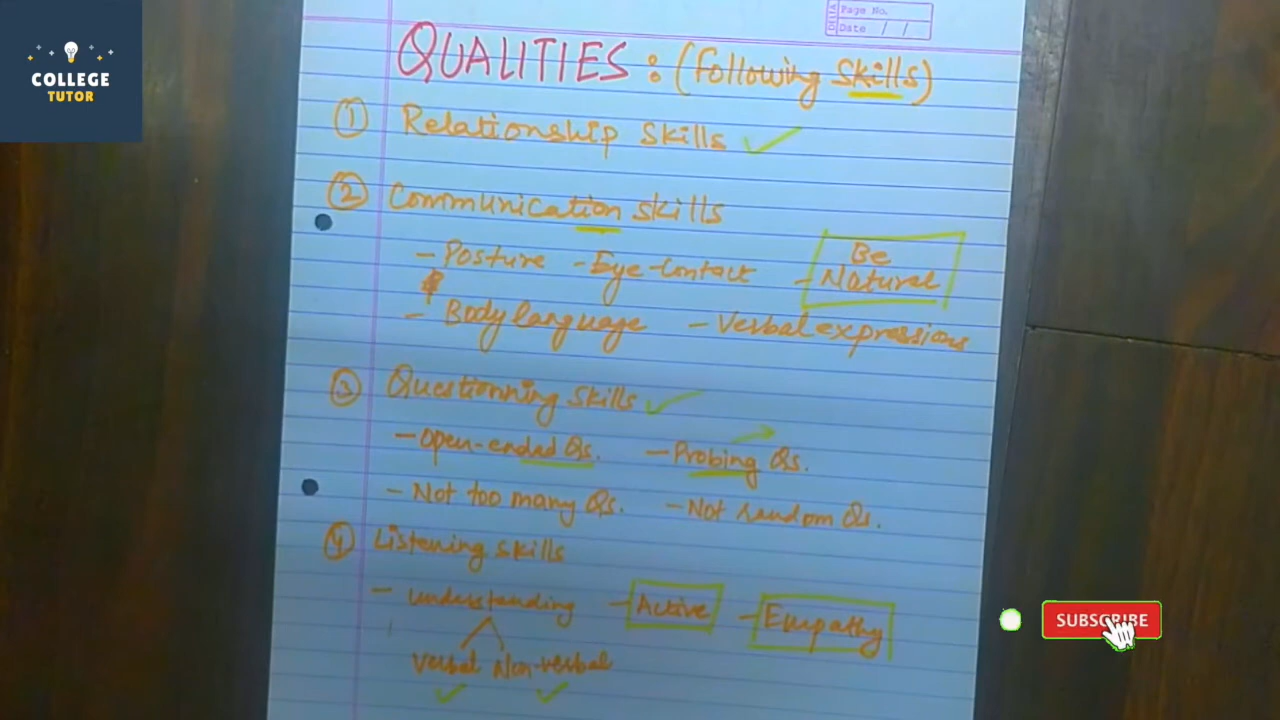 COLLEGE
TUTOR
Page No.
Date / /
QUALITIES : (Following Skills)
① Relationship Skills ✓
② Communication skills
- Posture - Eye-Contact - Be Natural
- Body language - Verbal expressions
③ Questionning skills ✓
- Open-ended Qs. - Probing Qs.
- Not too many Qs. - Not random Qs.
④ Listening skills
- Understanding - Active - Empathy
Verbal Non-verbal
✓ ✓
SUBSCRIBE